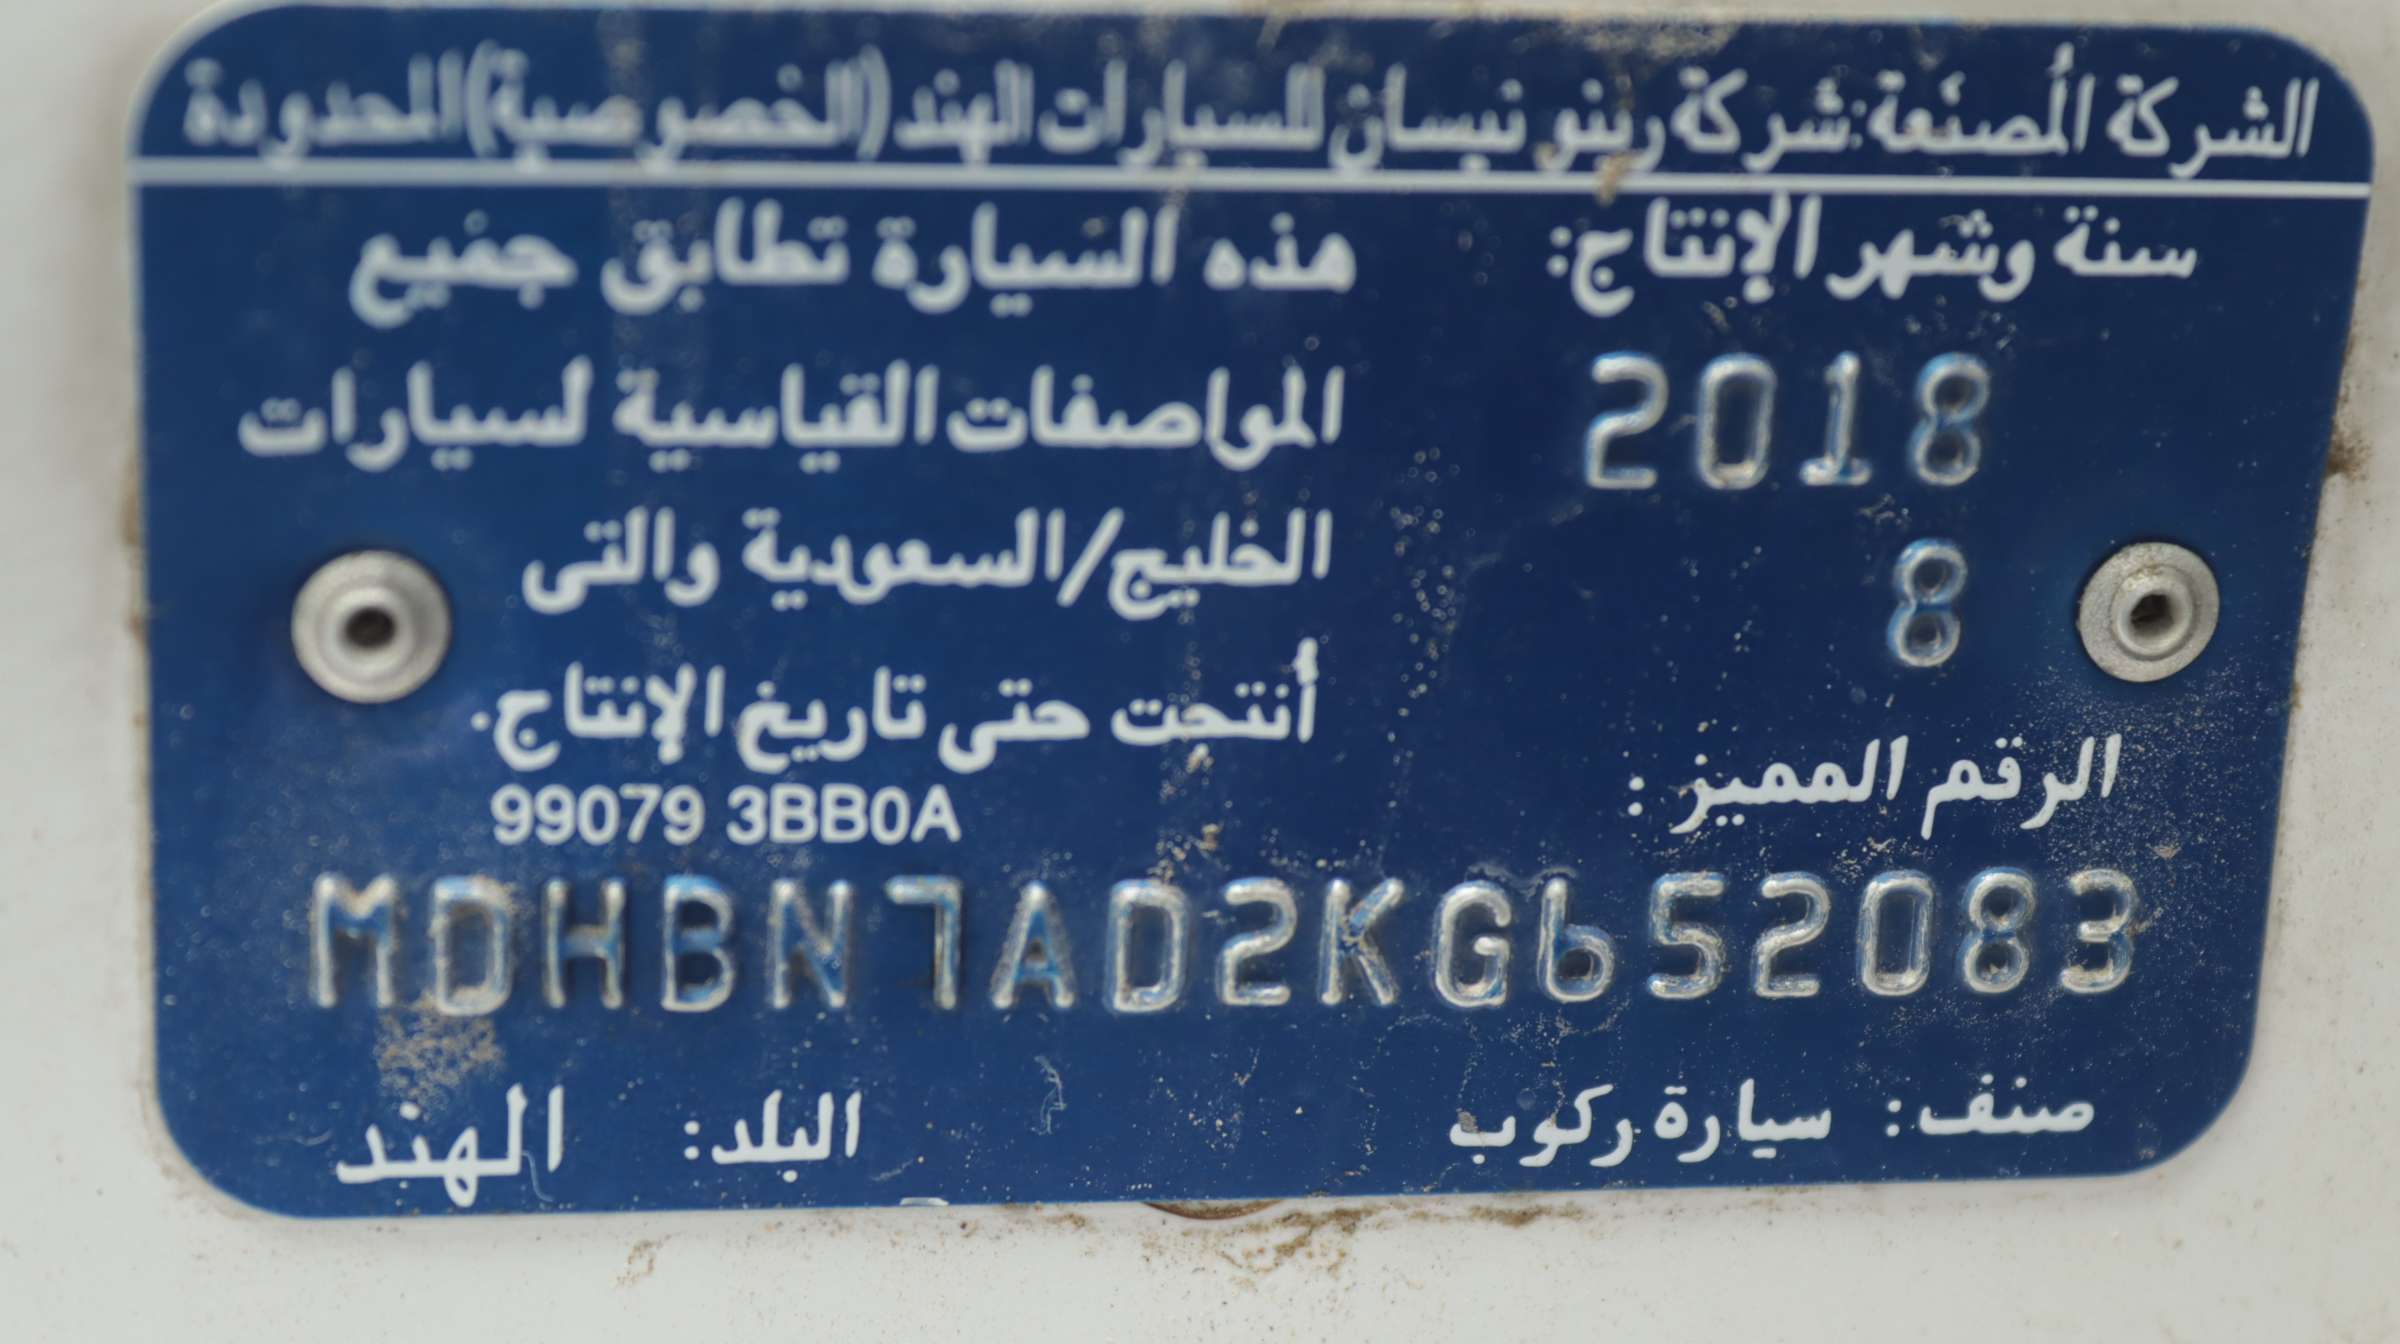 الشركة المُصنعة: شركة رينو نيسان للسيارات الهند (الخصوصية) المحدودة
سنة وشهر الإنتاج:
2018
8
هذه السيارة تطابق جميع
المواصفات القياسية لسيارات
الخليج/السعودية والتى
أُنتجت حتى تاريخ الإنتاج.
99079 3BB0A
الرقم المميز :
MDHBN7AD2KG652083
صنف: سيارة ركوب
البلد: الهند